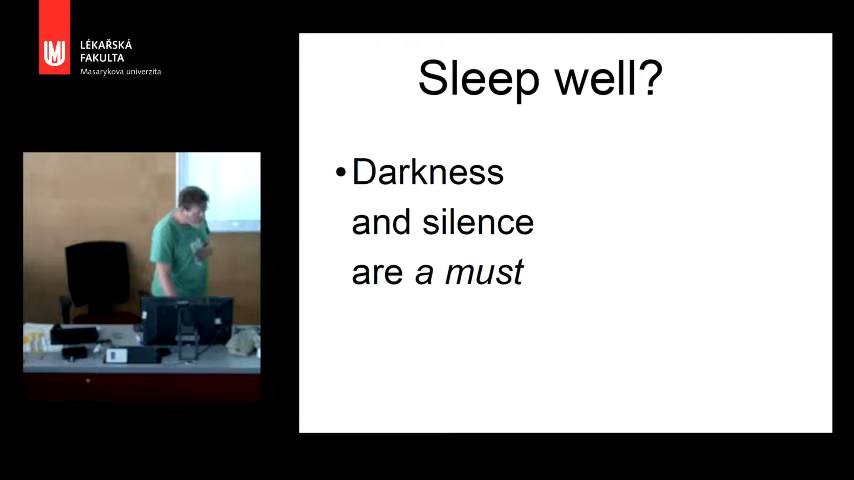 LÉKAŘSKÁ
FAKULTA
Masarykova univerzita
Sleep well?
•Darkness
and silence
are a must